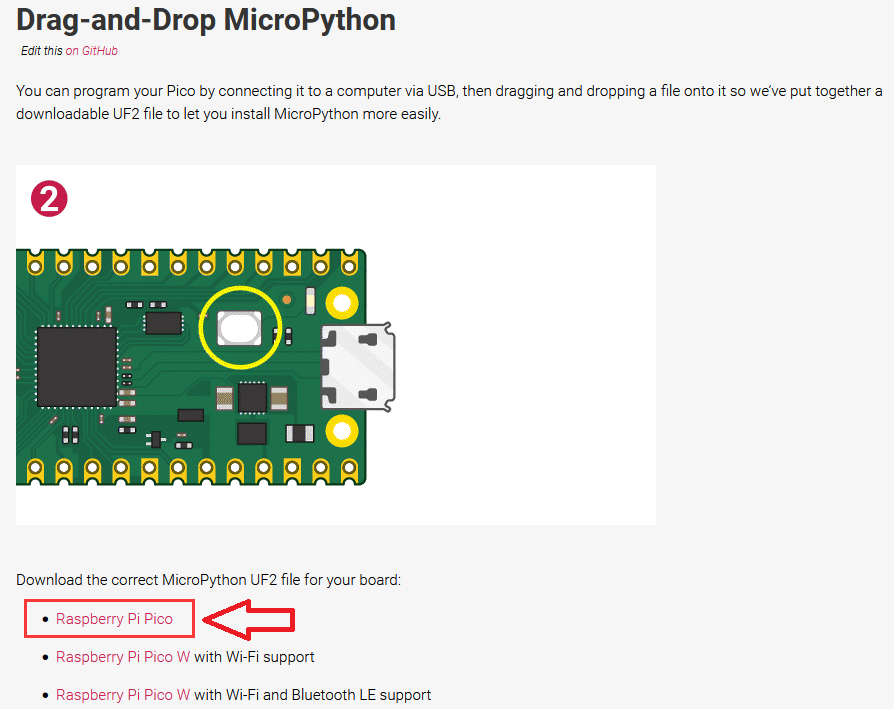 Drag-and-Drop MicroPython
Edit this on GitHub
You can program your Pico by connecting it to a computer via USB, then dragging and dropping a file onto it so we’ve put together a
downloadable UF2 file to let you install MicroPython more easily.
2
Download the correct MicroPython UF2 file for your board:
• Raspberry Pi Pico
• Raspberry Pi Pico W with Wi-Fi support
• Raspberry Pi Pico W with Wi-Fi and Bluetooth LE support